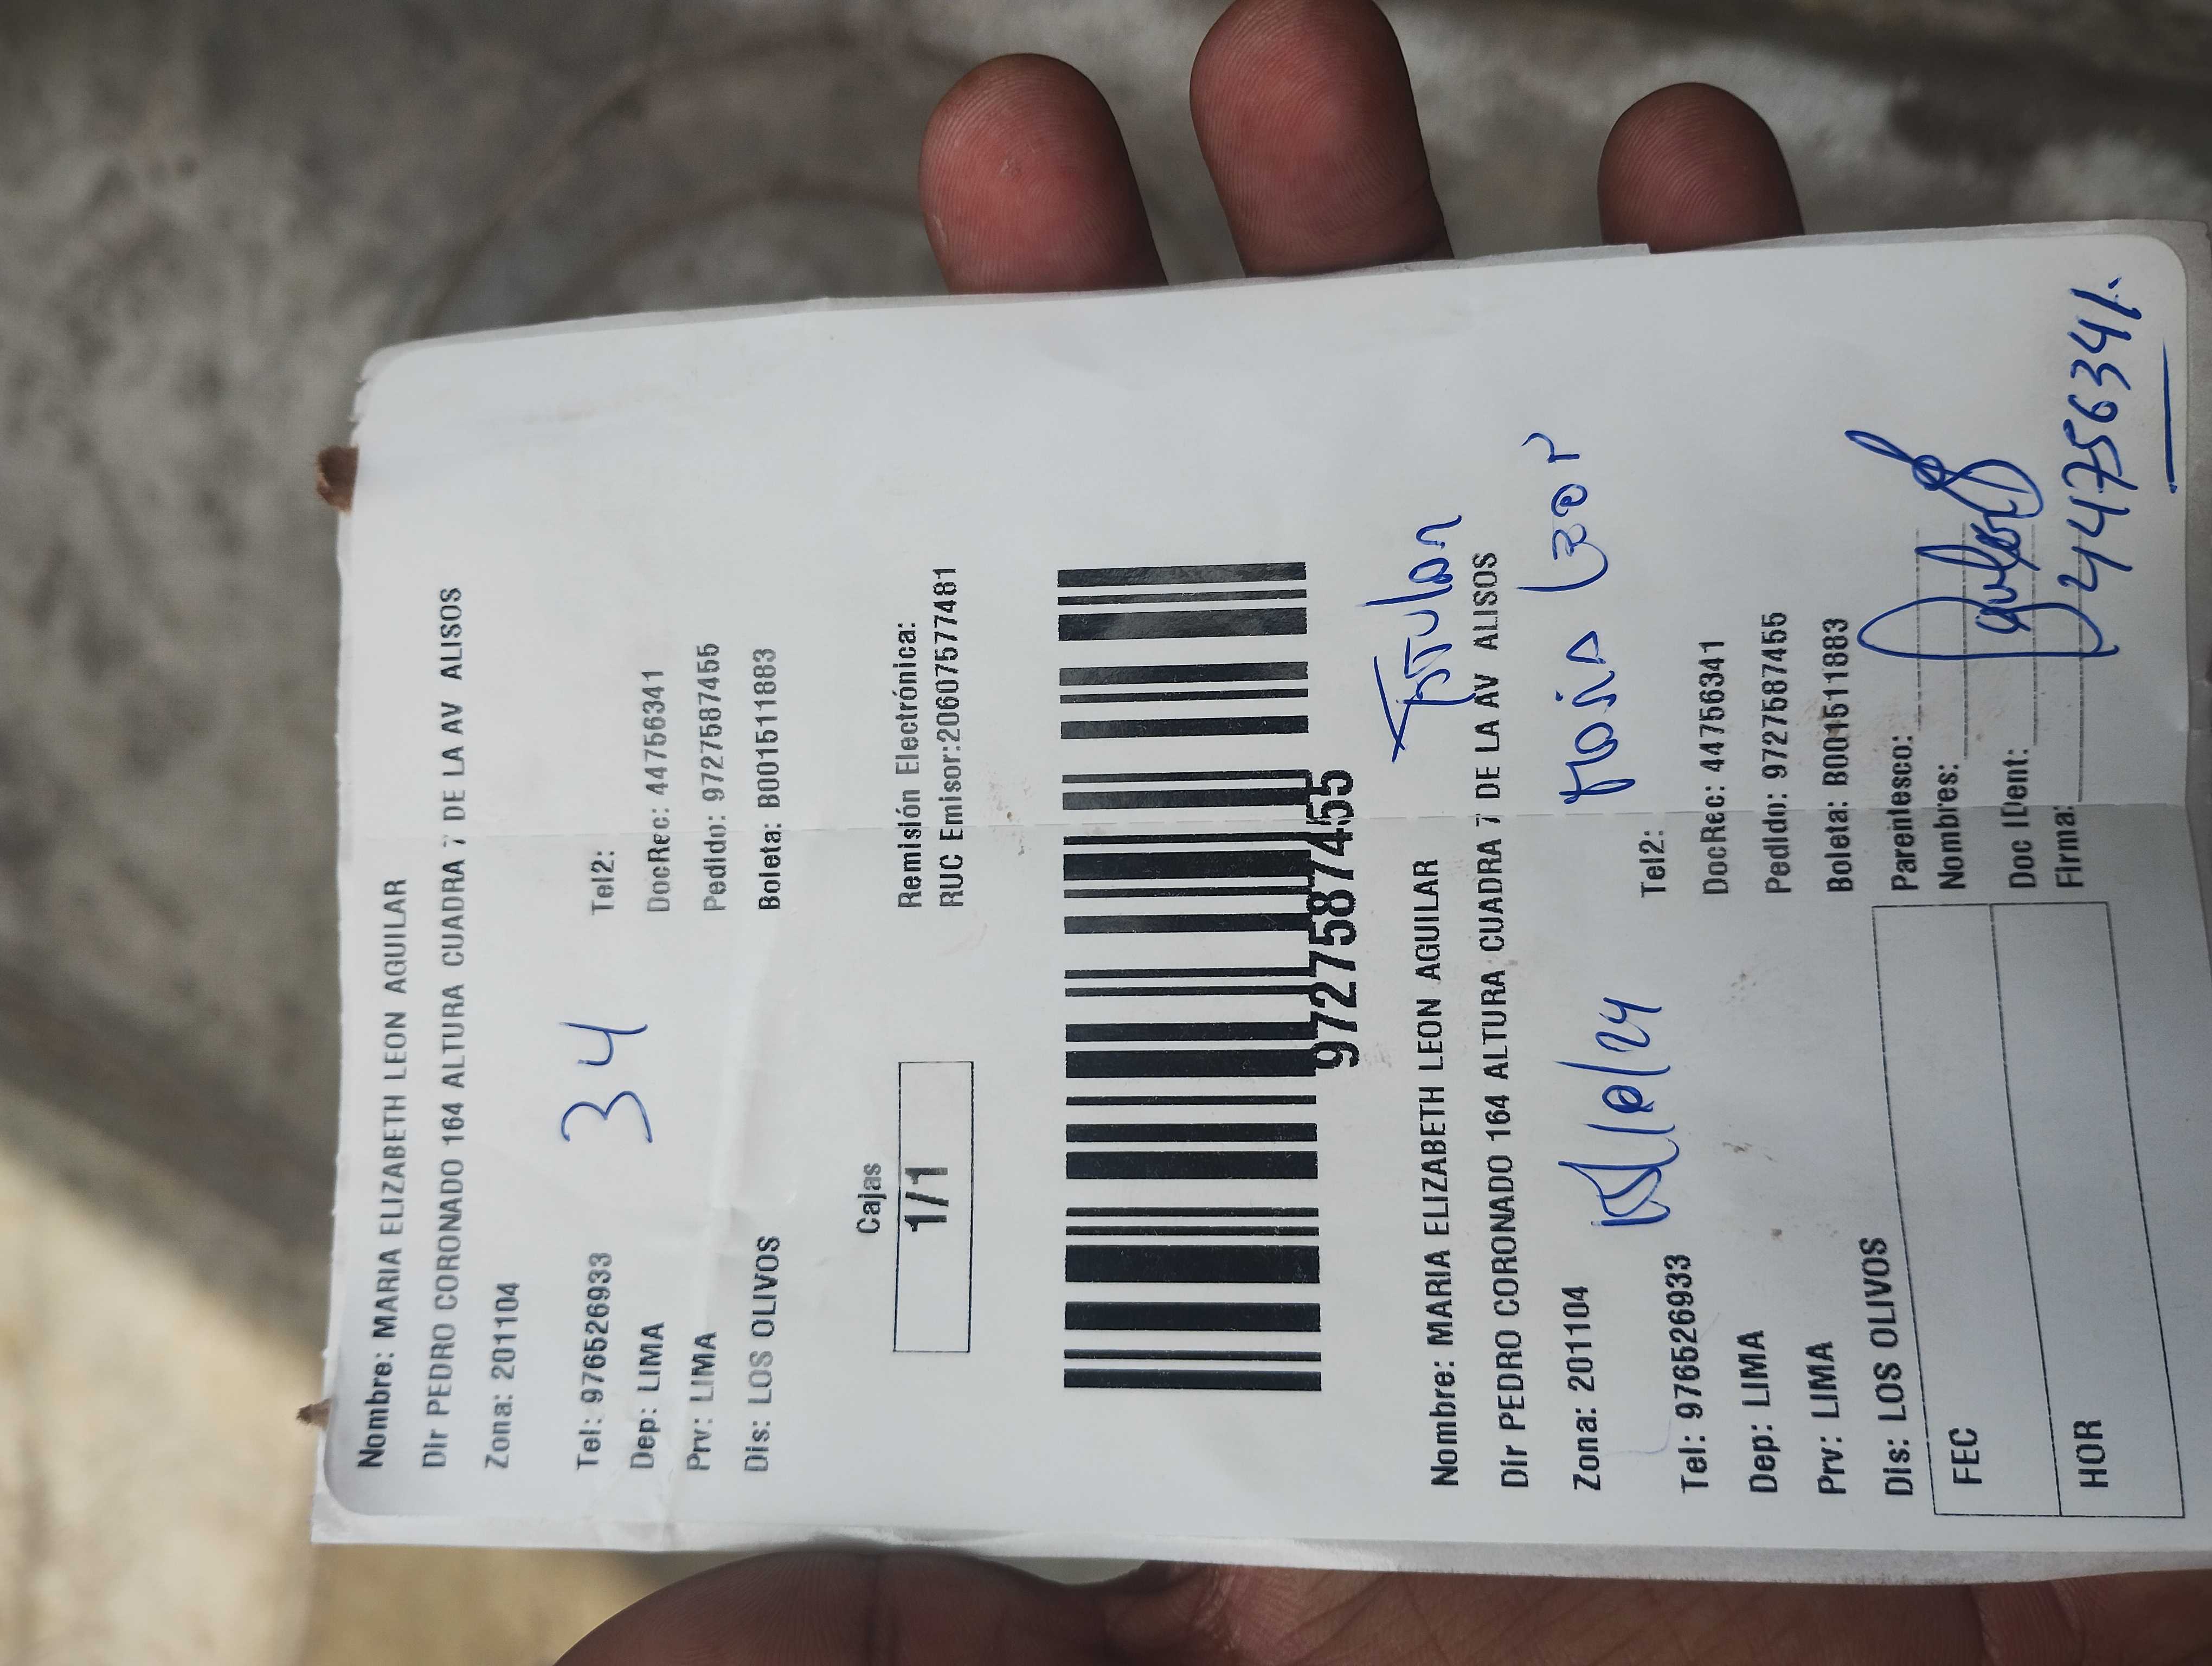 Nombre: MARIA ELIZABETH LEON AGUILAR
Dir PEDRO CORONADO 164 ALTURA CUADRA 7 DE LA AV ALISOS
Zona: 201104
34
Tel: 976526933 Tel2:
Dep: LIMA DocRec: 44756341
Prv: LIMA Pedido: 972758 7455
Dis: LOS OLIVOS Boleta: B001511883
Cajas
1/1
Remisión Electrónica:
RUC Emisor:20607577481
9727587455
Titular
Nombre: MARIA ELIZABETH LEON AGUILAR
Dir PEDRO CORONADO 164 ALTURA CUADRA 7 DE LA AV ALISOS
Zona: 201104
Maria Leon
Tel: 976526933 Tel2:
Dep: LIMA DocRec: 44756341
Prv: LIMA Pedido: 9727587455
Dis: LOS OLIVOS Boleta: B001511883
FEC Parentesco:
Nombres:
HOR Doc IDent:
Firma:
44756341